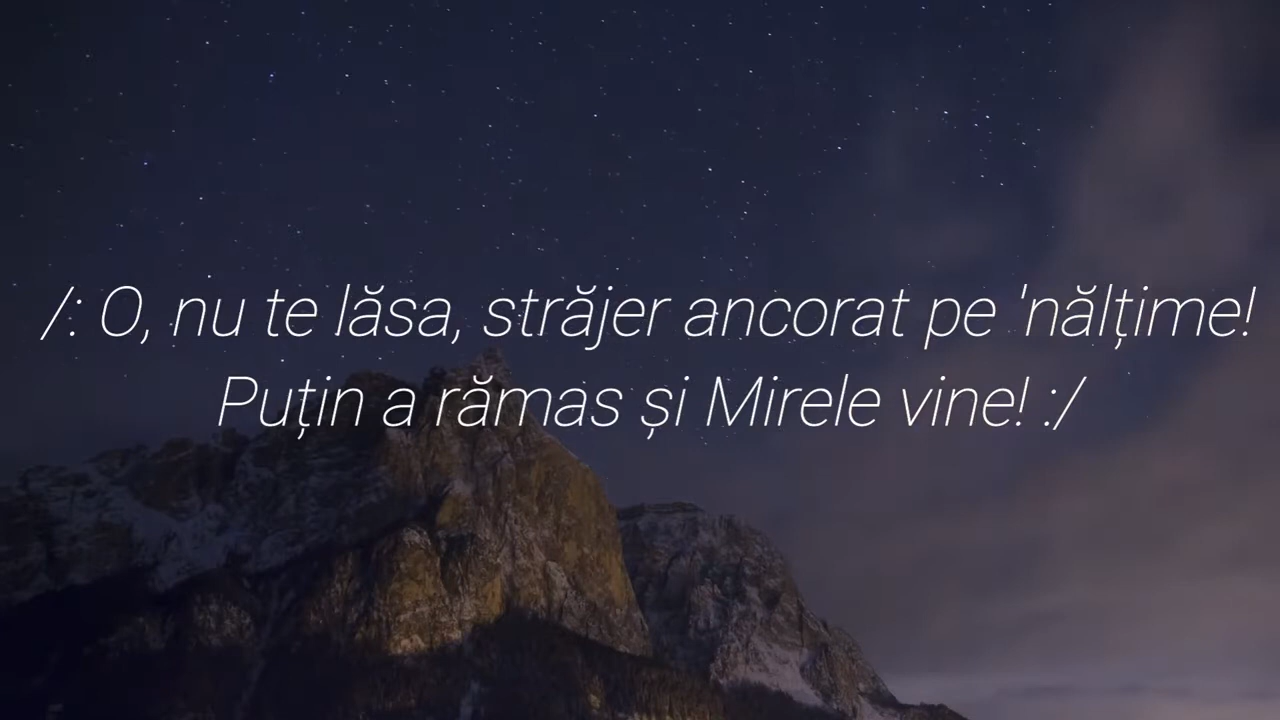 /: O, nu te lăsa, străjer ancorat pe 'nălțime!
Puțin a rămas și Mirele vine! :/